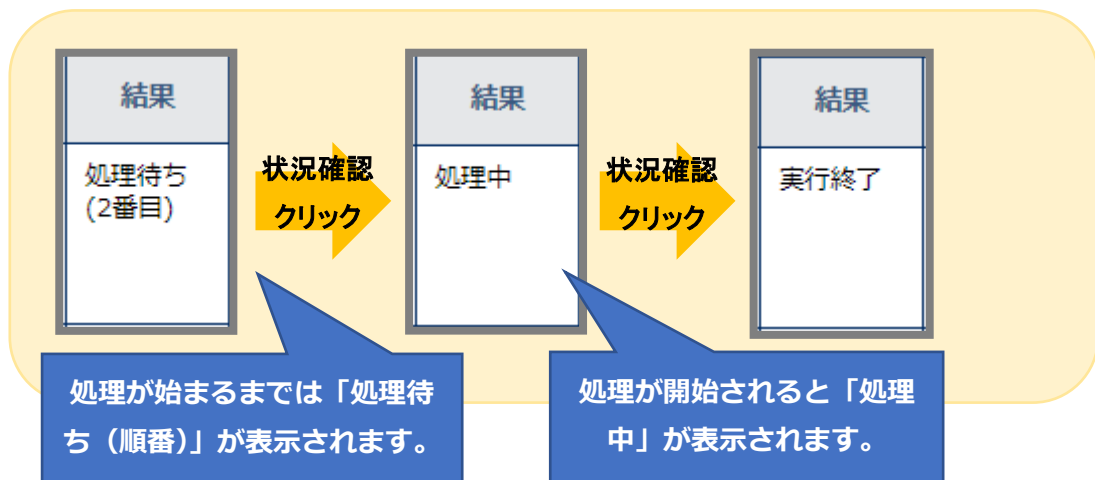 結果
処理待ち
(2番目)
状況確認
クリック
結果
処理中
状況確認
クリック
結果
実行終了
処理が始まるまでは「処理待
ち（順番）」が表示されます。
処理が開始されると「処理
中」が表示されます。